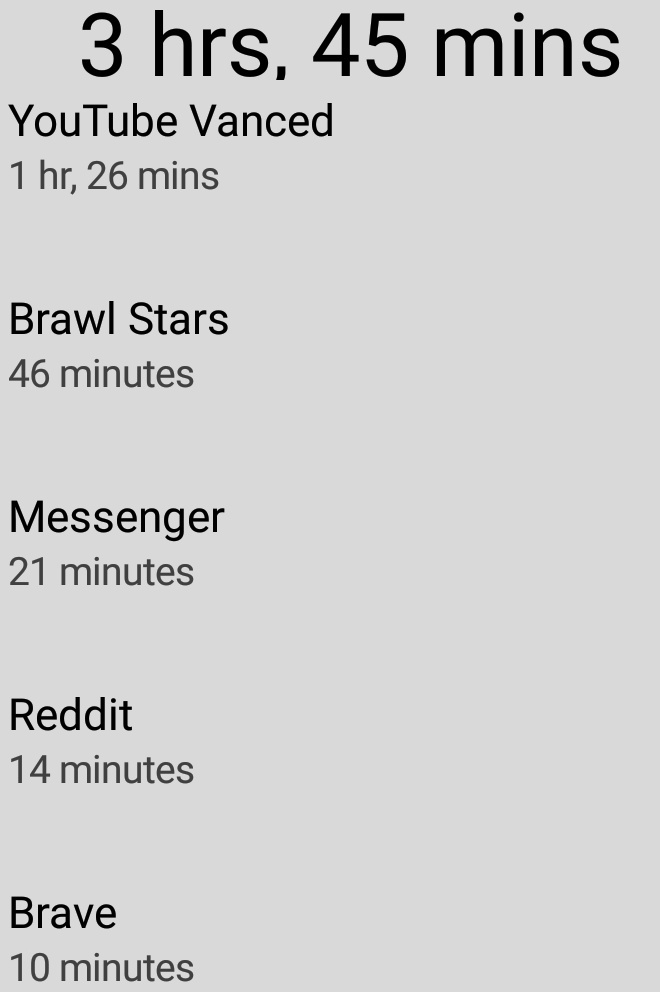 3 hrs, 45 mins
YouTube Vanced
1 hr, 26 mins
Brawl Stars
46 minutes
Messenger
21 minutes
Reddit
14 minutes
Brave
10 minutes